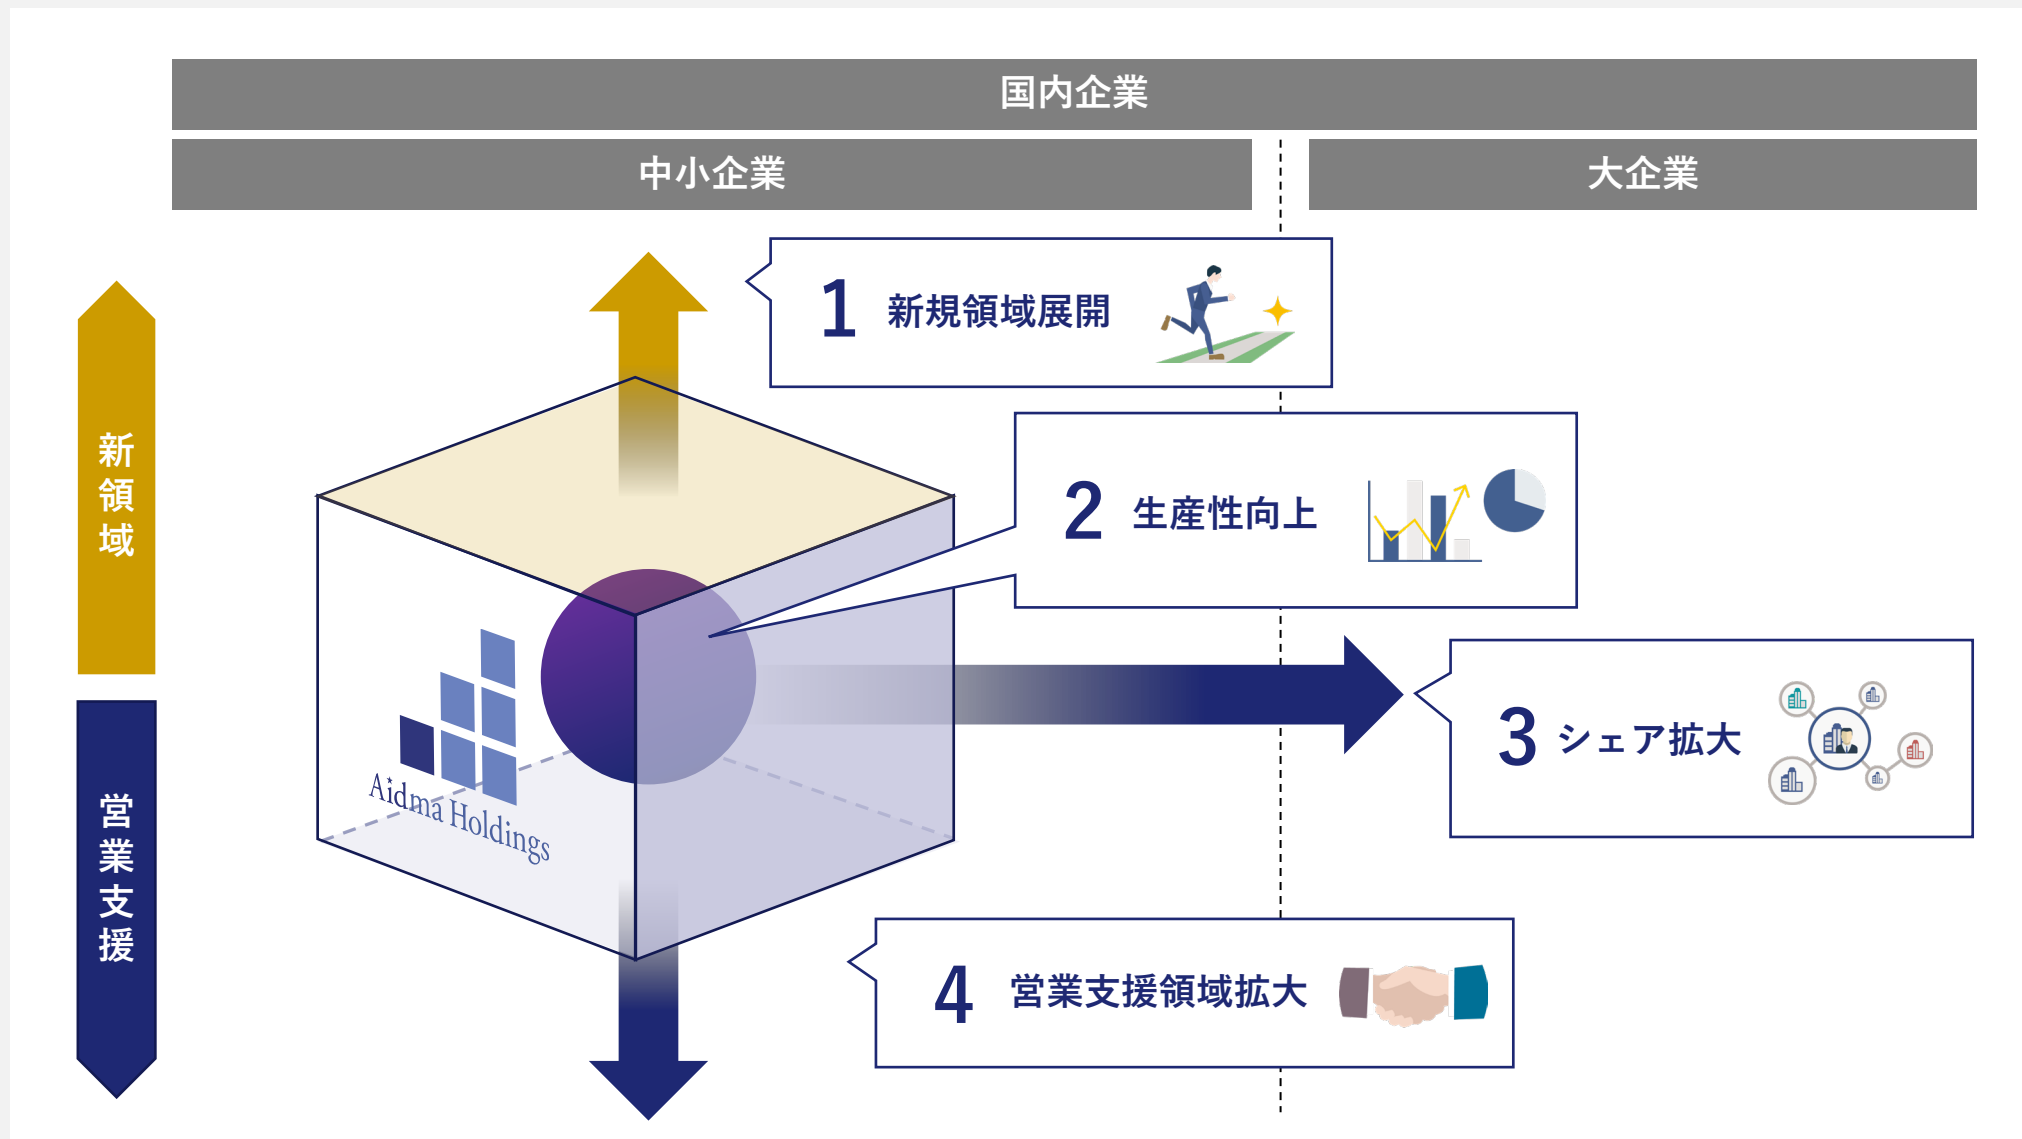 国内企業
中小企業
大企業
新領域
営業支援
1 新規領域展開
2 生産性向上
3 シェア拡大
4 営業支援領域拡大
Aidma Holdings